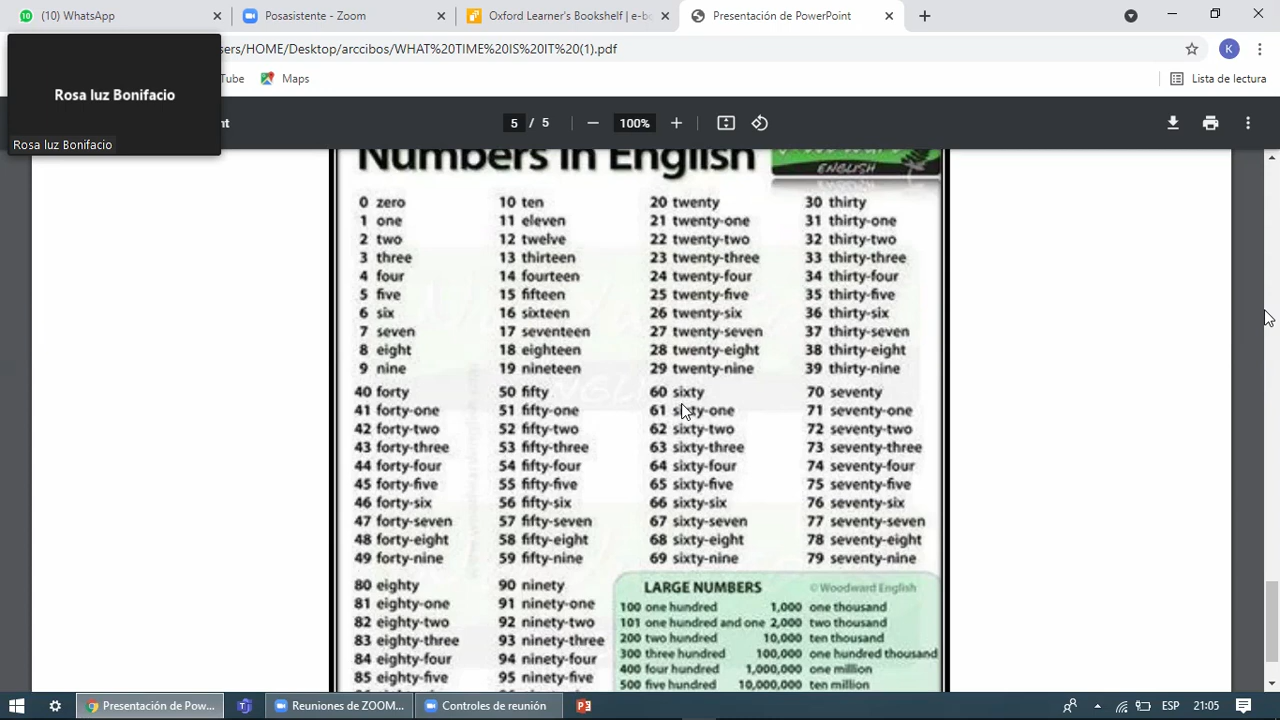 (10) WhatsApp
Posasistente - Zoom
Oxford Learner's Bookshelf | e-bo
Presentación de PowerPoint
sers/HOME/Desktop/arccibos/WHAT%20TIME%20IS%20IT%20(1).pdf
K
Tube
Maps
Lista de lectura
Rosa luz Bonifacio
Rosa luz Bonifacio
nt
5 / 5
100%
Numbers in English
ENGLISH
0 zero
1 one
2 two
3 three
4 four
5 five
6 six
7 seven
8 eight
9 nine
10 ten
11 eleven
12 twelve
13 thirteen
14 fourteen
15 fifteen
16 sixteen
17 seventeen
18 eighteen
19 nineteen
20 twenty
21 twenty-one
22 twenty-two
23 twenty-three
24 twenty-four
25 twenty-five
26 twenty-six
27 twenty-seven
28 twenty-eight
29 twenty-nine
30 thirty
31 thirty-one
32 thirty-two
33 thirty-three
34 thirty-four
35 thirty-five
36 thirty-six
37 thirty-seven
38 thirty-eight
39 thirty-nine
40 forty
41 forty-one
42 forty-two
43 forty-three
44 forty-four
45 forty-five
46 forty-six
47 forty-seven
48 forty-eight
49 forty-nine
50 fifty
51 fifty-one
52 fifty-two
53 fifty-three
54 fifty-four
55 fifty-five
56 fifty-six
57 fifty-seven
58 fifty-eight
59 fifty-nine
60 sixty
61 sixty-one
62 sixty-two
63 sixty-three
64 sixty-four
65 sixty-five
66 sixty-six
67 sixty-seven
68 sixty-eight
69 sixty-nine
70 seventy
71 seventy-one
72 seventy-two
73 seventy-three
74 seventy-four
75 seventy-five
76 seventy-six
77 seventy-seven
78 seventy-eight
79 seventy-nine
80 eighty
81 eighty-one
82 eighty-two
83 eighty-three
84 eighty-four
85 eighty-five
90 ninety
91 ninety-one
92 ninety-two
93 ninety-three
94 ninety-four
95 ninety-five
LARGE NUMBERS
© Woodward English
100 one hundred
101 one hundred and one
200 two hundred
300 three hundred
400 four hundred
500 five hundred
1,000 one thousand
2,000 two thousand
10,000 ten thousand
100,000 one hundred thousand
1,000,000 one million
10,000,000 ten million
Presentación de Pow...
Reuniones de ZOOM...
Controles de reunión
ESP
21:05